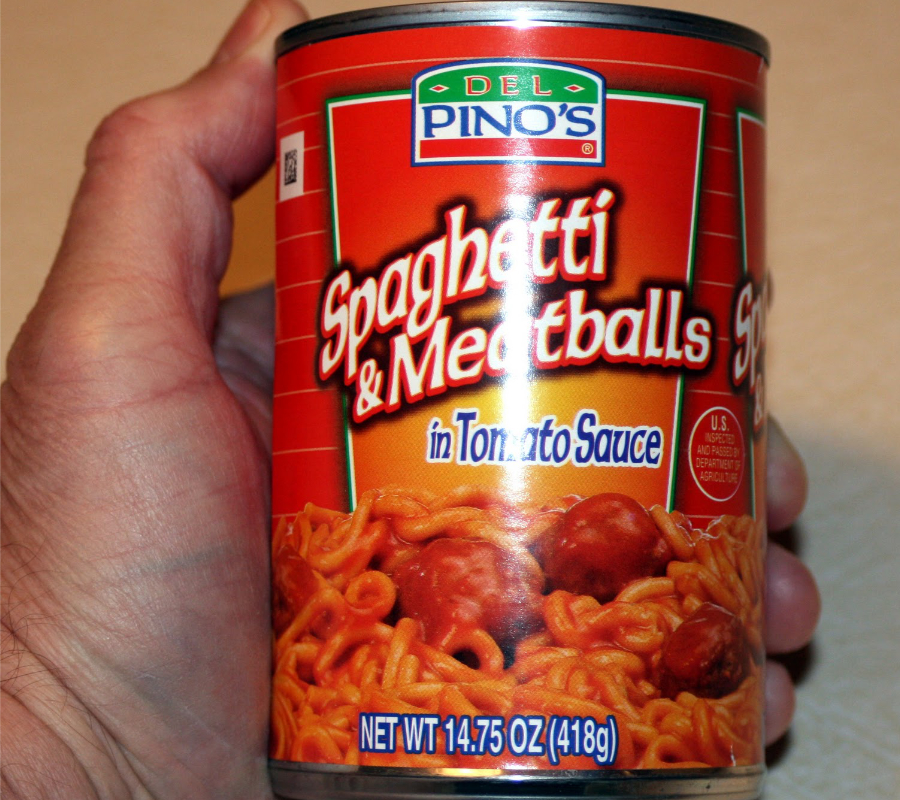 DEL
PINO'S
®
Spaghetti
& Meatballs
in Tomato Sauce
U.S.
INSPECTED
AND PASSED BY
DEPARTMENT OF
AGRICULTURE
NET WT 14.75 OZ (418g)
Sp
&